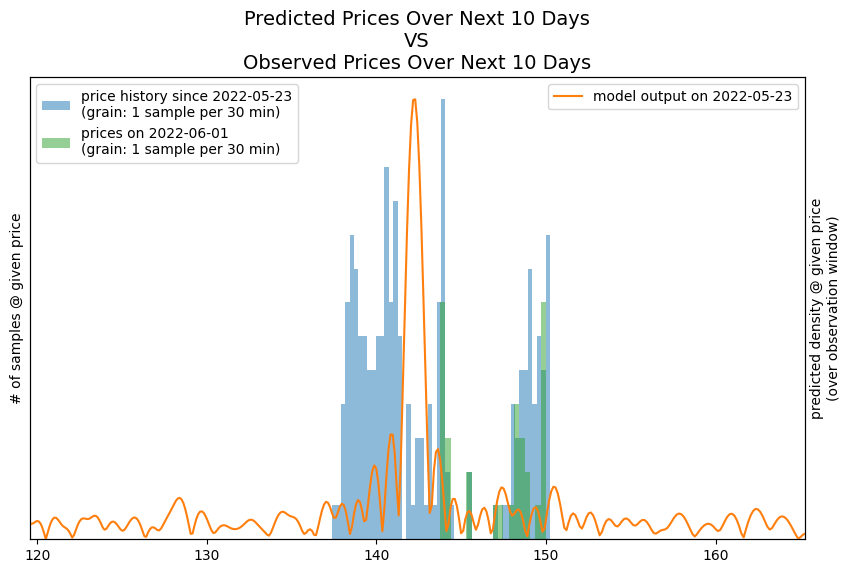 Predicted Prices Over Next 10 Days
VS
Observed Prices Over Next 10 Days
price history since 2022-05-23
(grain: 1 sample per 30 min)
prices on 2022-06-01
(grain: 1 sample per 30 min)
model output on 2022-05-23
# of samples @ given price
predicted density @ given price
(over observation window)
120
130
140
150
160